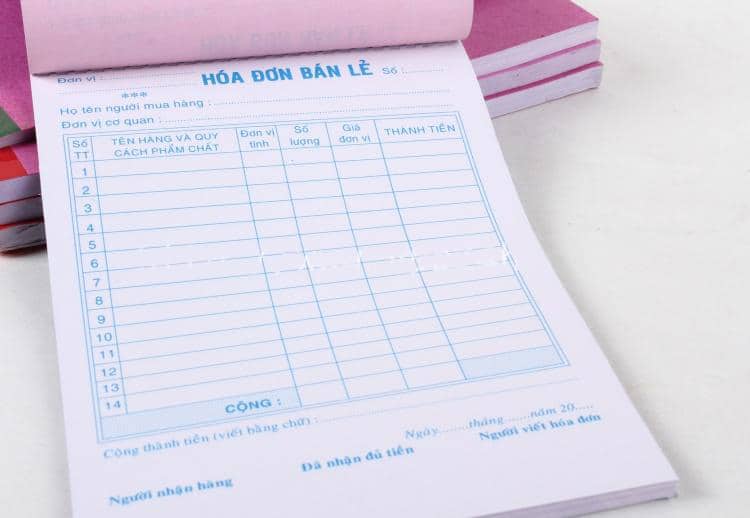 Đơn vị :
HÓA ĐƠN BÁN LẺ
Số :
***
Họ tên người mua hàng :
Đơn vị cơ quan :
Số TT
TÊN HÀNG VÀ QUY CÁCH PHẨM CHẤT
Đơn vị tính
Số lượng
Giá đơn vị
THÀNH TIỀN
1
2
3
4
5
6
7
8
9
10
11
12
13
14
CỘNG :
Cộng thành tiền (viết bằng chữ) :
Ngày......tháng.......năm 20.....
Người nhận hàng
Đã nhận đủ tiền
Người viết hóa đơn